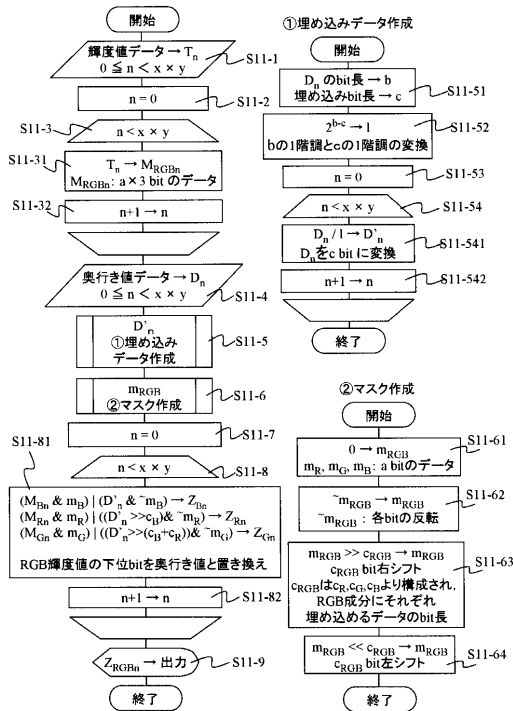 開始
輝度値データ → Tn
0 ≦ n < x × y
S11-1
n = 0
S11-2
S11-3
n < x × y
S11-31
Tn → MRGBn
MRGBn: a × 3 bit のデータ
S11-32
n+1 → n
奥行き値データ → Dn
0 ≦ n < x × y
S11-4
D'n
①埋め込み
データ作成
S11-5
mRGB
②マスク作成
S11-6
n = 0
S11-7
S11-81
n < x × y
S11-8
(MBn & mB) | (D'n & ~mB) → ZBn
(MRn & mR) | ((D'n >>cB)& ~mR) → ZRn
(MGn & mG) | ((D'n >>(cB+cR))& ~mG) → ZGn
RGB輝度値の下位bitを奥行き値と置き換え
n+1 → n
S11-82
ZRGBn → 出力
S11-9
終了
①埋め込みデータ作成
開始
Dn のbit長 → b
埋め込みbit長 → c
S11-51
2^b-c → l
bの1階調とcの1階調の変換
S11-52
n = 0
S11-53
n < x × y
S11-54
Dn / l → D'n
Dnをc bit に変換
S11-541
n+1 → n
S11-542
終了
②マスク作成
開始
0 → mRGB
mR, mG, mB: a bitのデータ
S11-61
~mRGB → mRGB
~mRGB : 各bitの反転
S11-62
mRGB >> cRGB → mRGB
cRGB bit右シフト
cRGBはcR,cG,cBより構成され,
RGB成分にそれぞれ
埋め込めるデータのbit長
S11-63
mRGB << cRGB → mRGB
cRGB bit左シフト
S11-64
終了